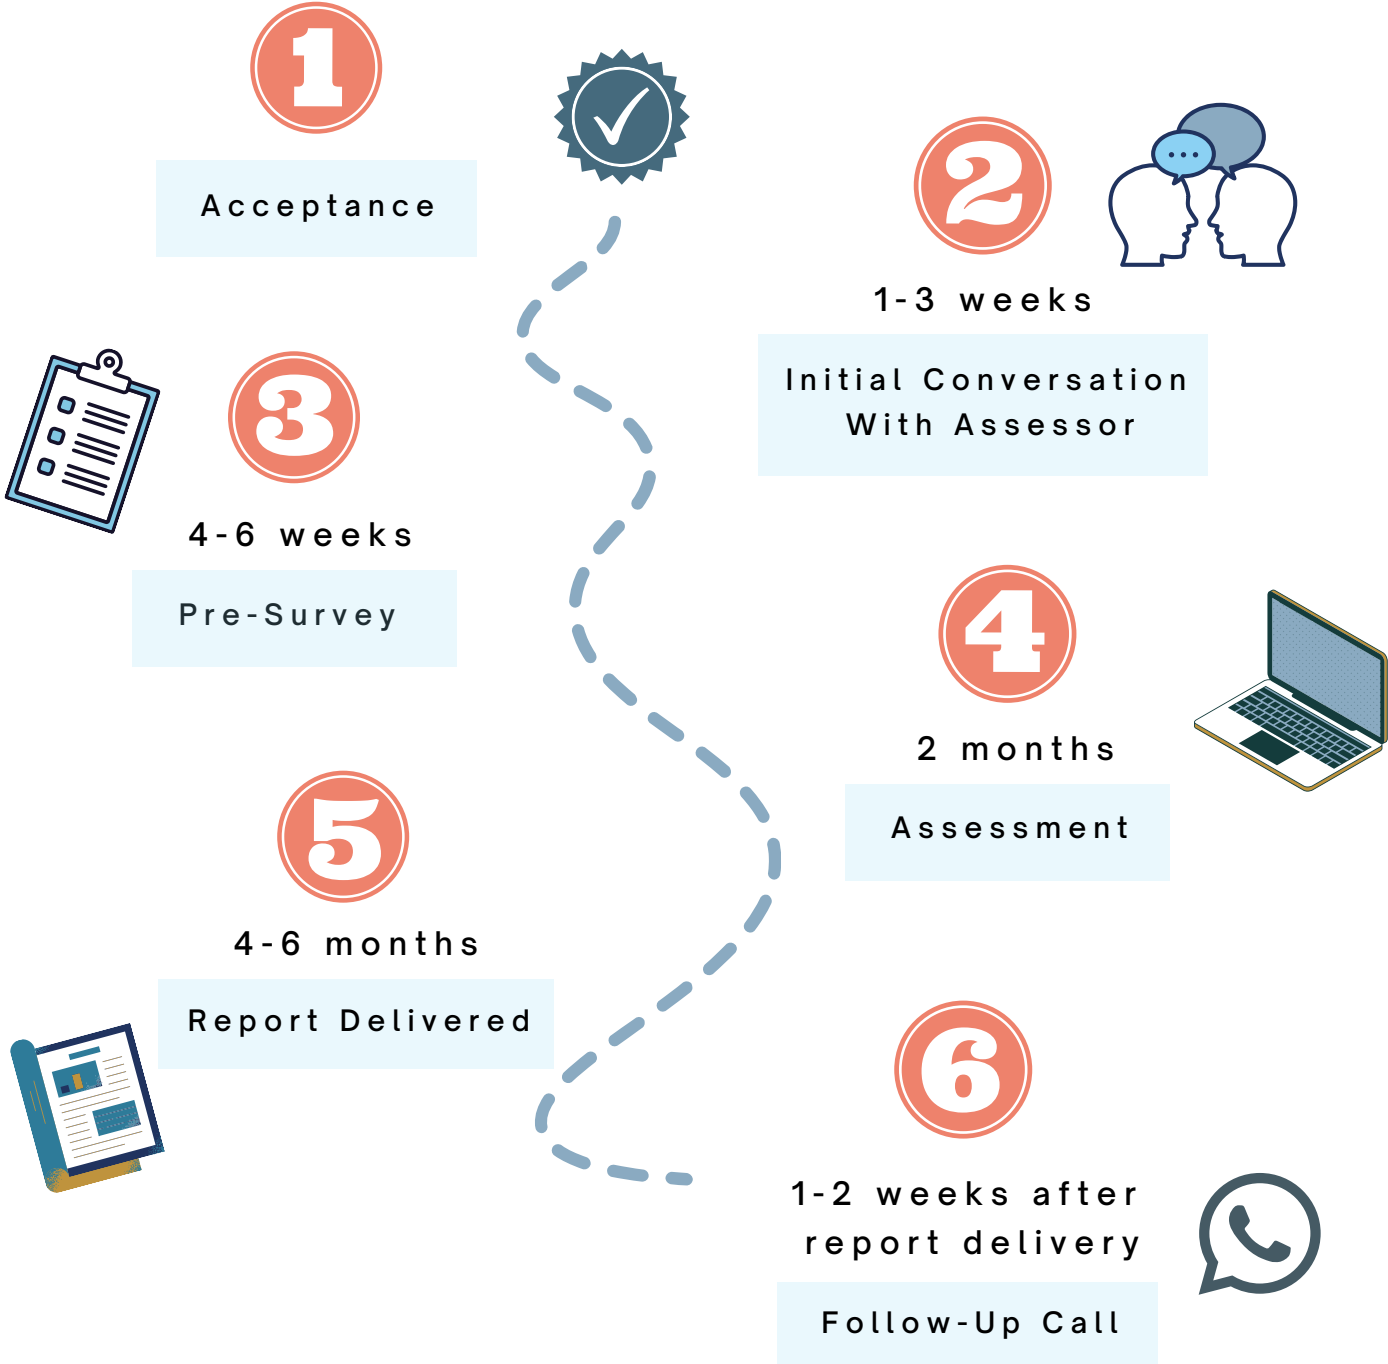 1
Acceptance
2
1-3 weeks
Initial Conversation
With Assessor
3
4-6 weeks
Pre-Survey
4
2 months
Assessment
5
4-6 months
Report Delivered
6
1-2 weeks after
report delivery
Follow-Up Call